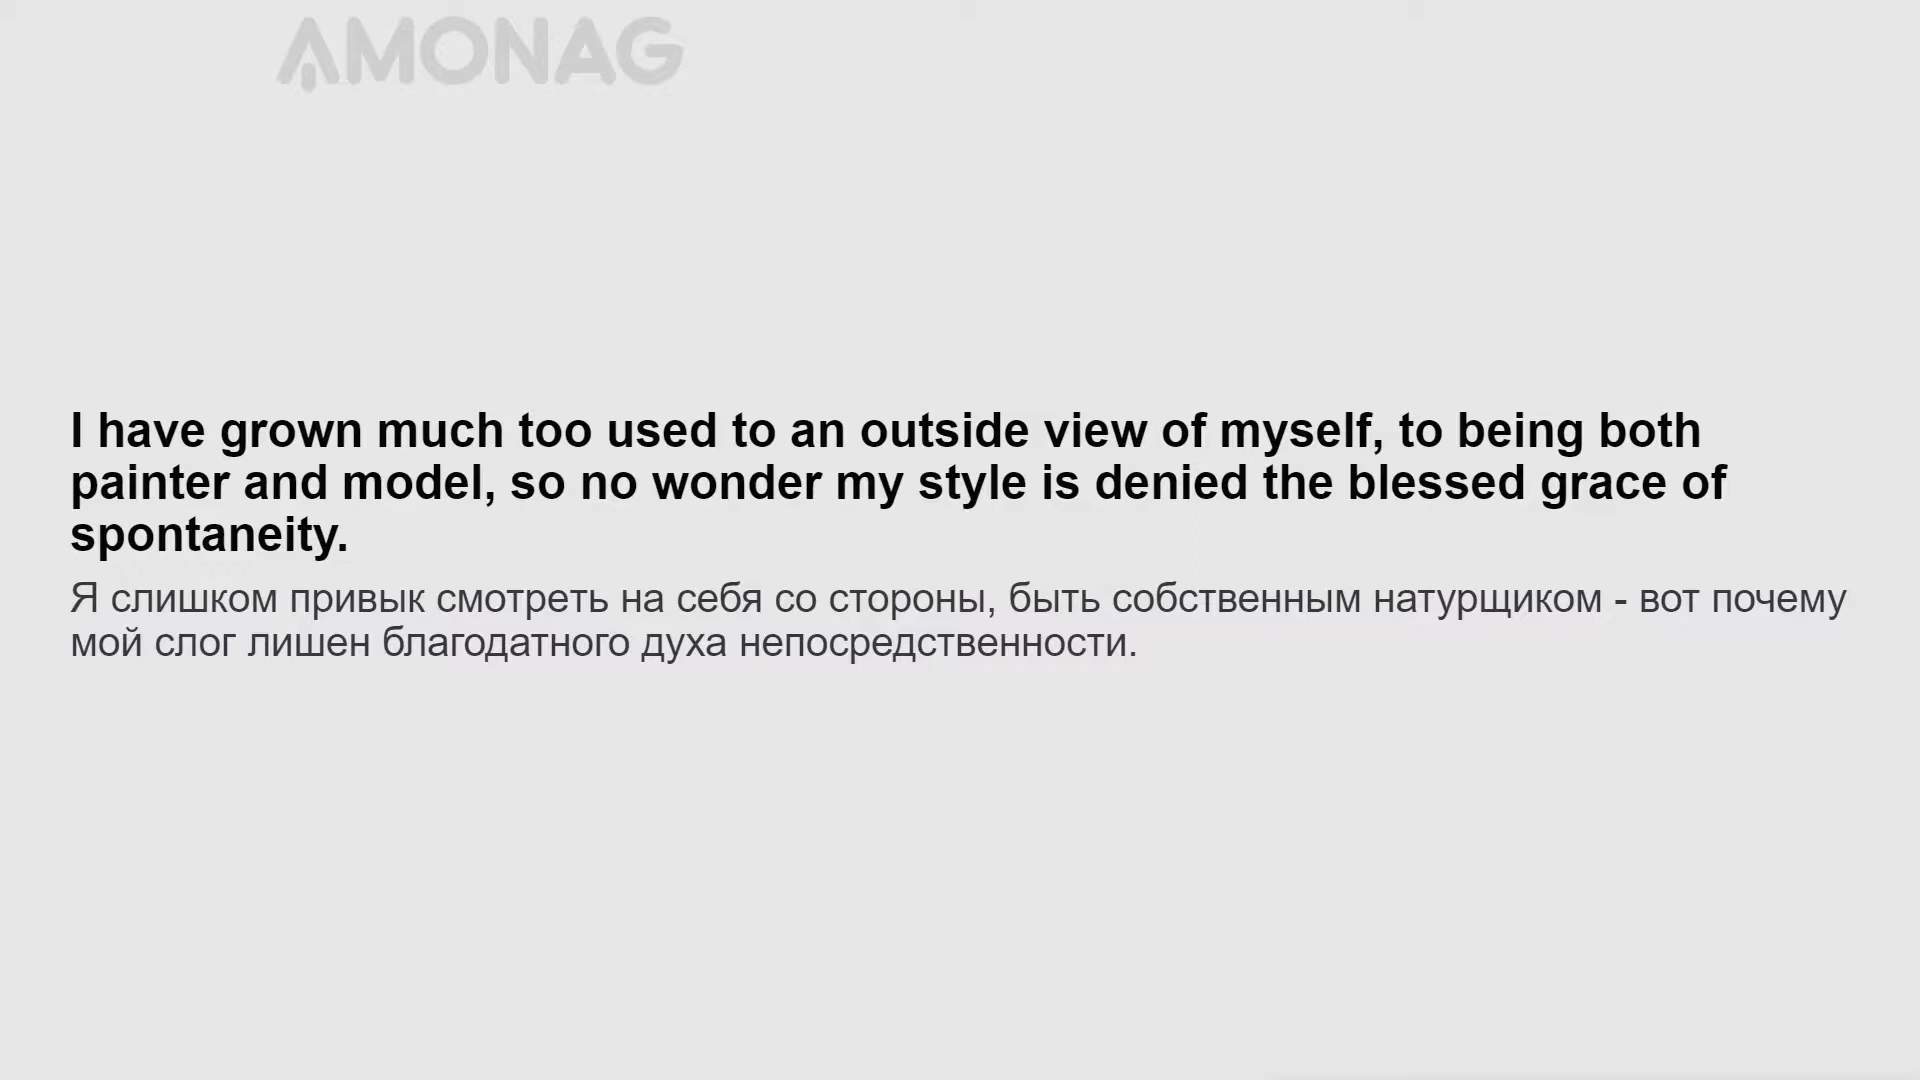 AMONAG
I have grown much too used to an outside view of myself, to being both
painter and model, so no wonder my style is denied the blessed grace of
spontaneity.
Я слишком привык смотреть на себя со стороны, быть собственным натурщиком - вот почему
мой слог лишен благодатного духа непосредственности.